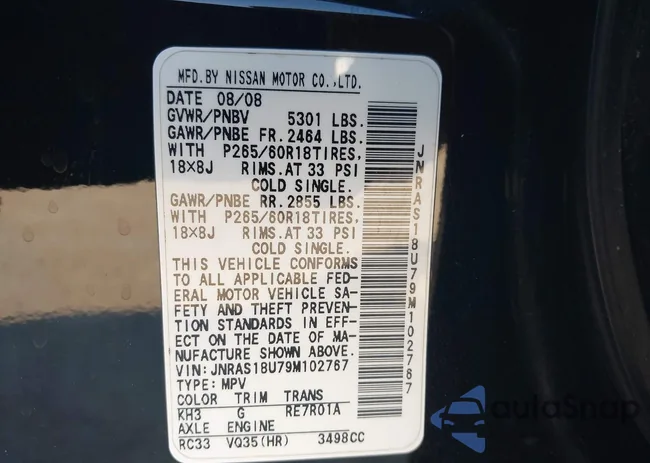 MFD.BY NISSAN MOTOR CO.,LTD.
DATE 08/08
GVWR/PNBV 5301 LBS.
GAWR/PNBE FR. 2464 LBS.
WITH P265/60R18TIRES,
18×8J RIMS.AT 33 PSI
COLD SINGLE.
GAWR/PNBE RR. 2855 LBS.
WITH P265/60R18TIRES,
18×8J RIMS.AT 33 PSI
COLD SINGLE.
THIS VEHICLE CONFORMS
TO ALL APPLICABLE FED-
ERAL MOTOR VEHICLE SA-
FETY AND THEFT PREVEN-
TION STANDARDS IN EFF-
ECT ON THE DATE OF MA-
NUFACTURE SHOWN ABOVE.
VIN:JNRAS18U79M102767
TYPE:MPV
COLOR TRIM TRANS
KH3 G RE7R01A
AXLE ENGINE
RC33 VQ35(HR) 3498CC
JNRAS18U79M102767
autoSnap